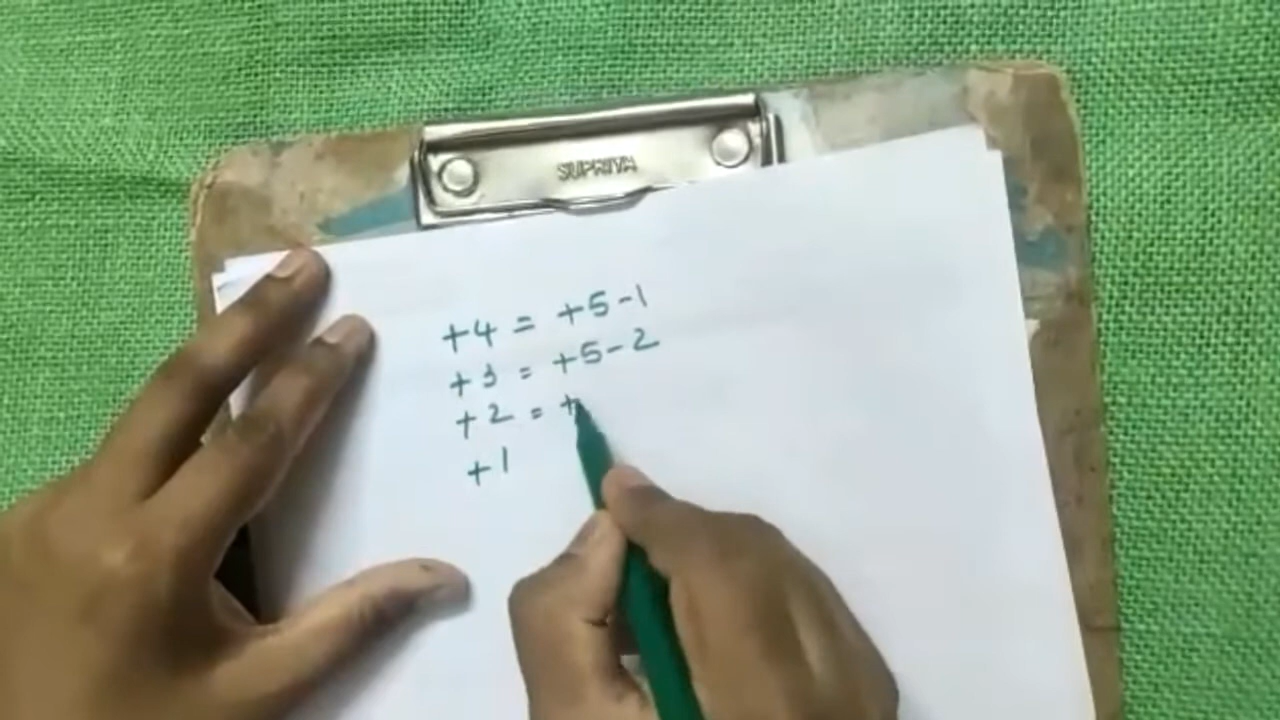 SUPRIYA
+4 = +5-1
+3 = +5-2
+2 = +
+1